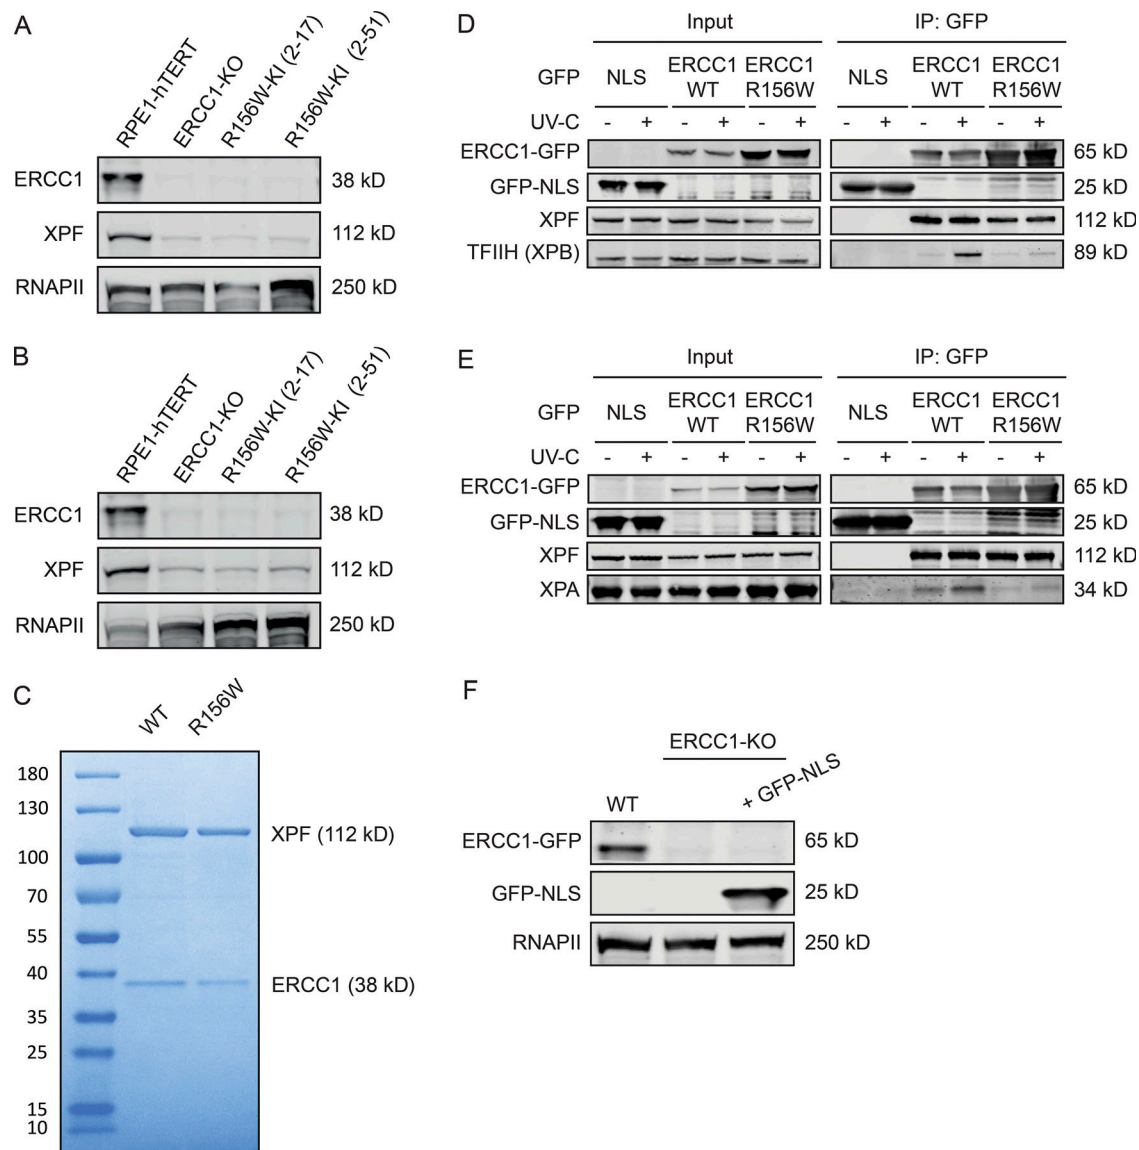 A
RPE1-hTERT
ERCC1-KO
R156W-KI (2-17)
R156W-KI (2-51)
ERCC1
38 kD
XPF
112 kD
RNAPII
250 kD
B
RPE1-hTERT
ERCC1-KO
R156W-KI (2-17)
R156W-KI (2-51)
ERCC1
38 kD
XPF
112 kD
RNAPII
250 kD
C
WT
R156W
180
130
100
70
55
40
35
25
15
10
XPF (112 kD)
ERCC1 (38 kD)
D
Input
IP: GFP
GFP NLS ERCC1 ERCC1 NLS ERCC1 ERCC1
WT R156W WT R156W
UV-C - + - + - + - + - + - +
ERCC1-GFP
65 kD
GFP-NLS
25 kD
XPF
112 kD
TFIIH (XPB)
89 kD
E
Input
IP: GFP
GFP NLS ERCC1 ERCC1 NLS ERCC1 ERCC1
WT R156W WT R156W
UV-C - + - + - + - + - + - +
ERCC1-GFP
65 kD
GFP-NLS
25 kD
XPF
112 kD
XPA
34 kD
F
ERCC1-KO
WT
+ GFP-NLS
ERCC1-GFP
65 kD
GFP-NLS
25 kD
RNAPII
250 kD